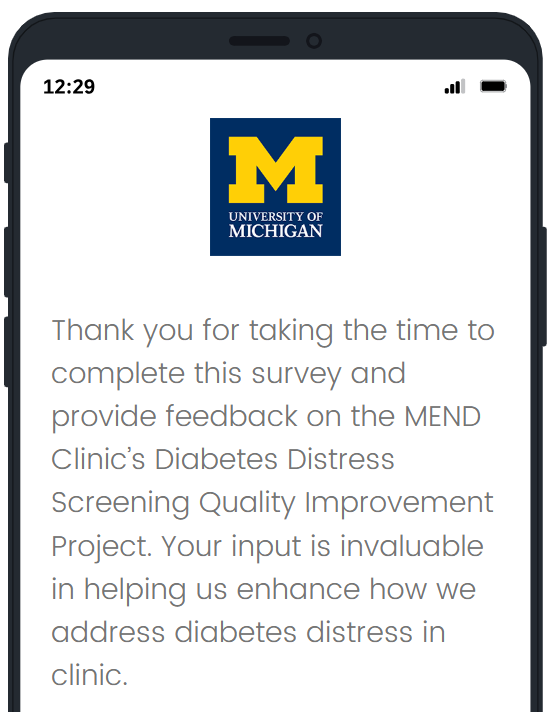 12:29
M
UNIVERSITY OF
MICHIGAN
Thank you for taking the time to
complete this survey and
provide feedback on the MEND
Clinic’s Diabetes Distress
Screening Quality Improvement
Project. Your input is invaluable
in helping us enhance how we
address diabetes distress in
clinic.